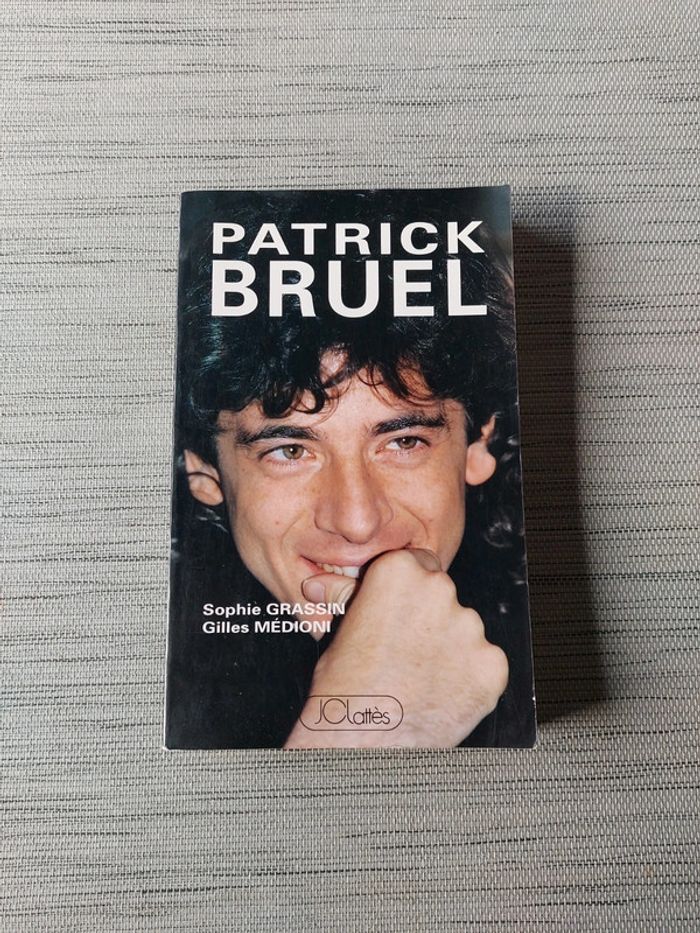 PATRICK
BRUEL
Sophie GRASSIN
Gilles MÉDIONI
JCLattès